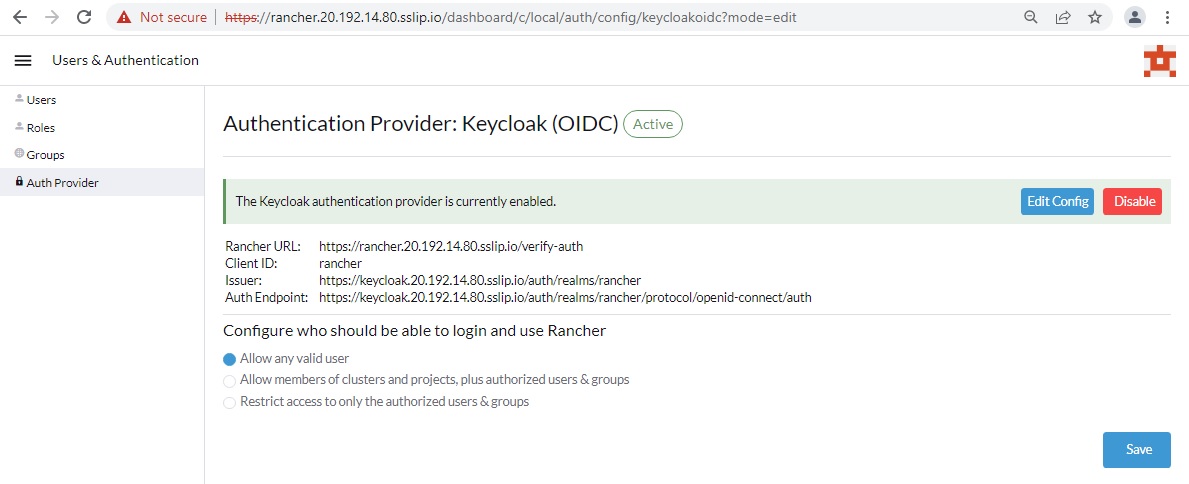 Not secure https://rancher.20.192.14.80.sslip.io/dashboard/c/local/auth/config/keycloakoidc?mode=edit
Users & Authentication
Users
Roles
Groups
Auth Provider
Authentication Provider: Keycloak (OIDC) Active
The Keycloak authentication provider is currently enabled. Edit Config Disable
Rancher URL: https://rancher.20.192.14.80.sslip.io/verify-auth
Client ID: rancher
Issuer: https://keycloak.20.192.14.80.sslip.io/auth/realms/rancher
Auth Endpoint: https://keycloak.20.192.14.80.sslip.io/auth/realms/rancher/protocol/openid-connect/auth
Configure who should be able to login and use Rancher
Allow any valid user
Allow members of clusters and projects, plus authorized users & groups
Restrict access to only the authorized users & groups
Save